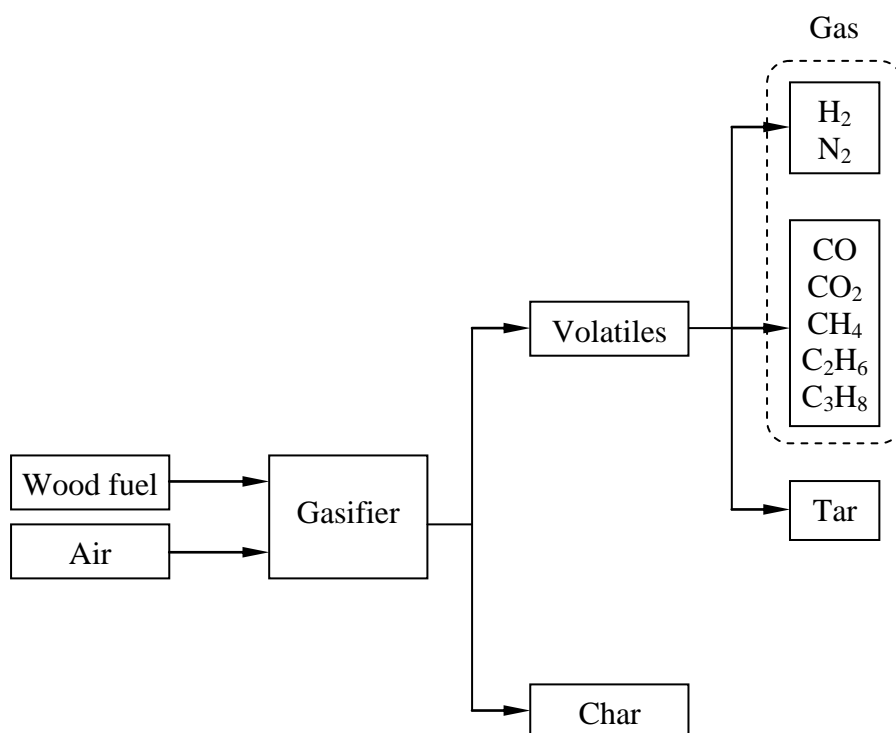 Gas
H₂
N₂
CO
CO₂
CH₄
C₂H₆
C₃H₈
Volatiles
Wood fuel
Gasifier
Air
Tar
Char